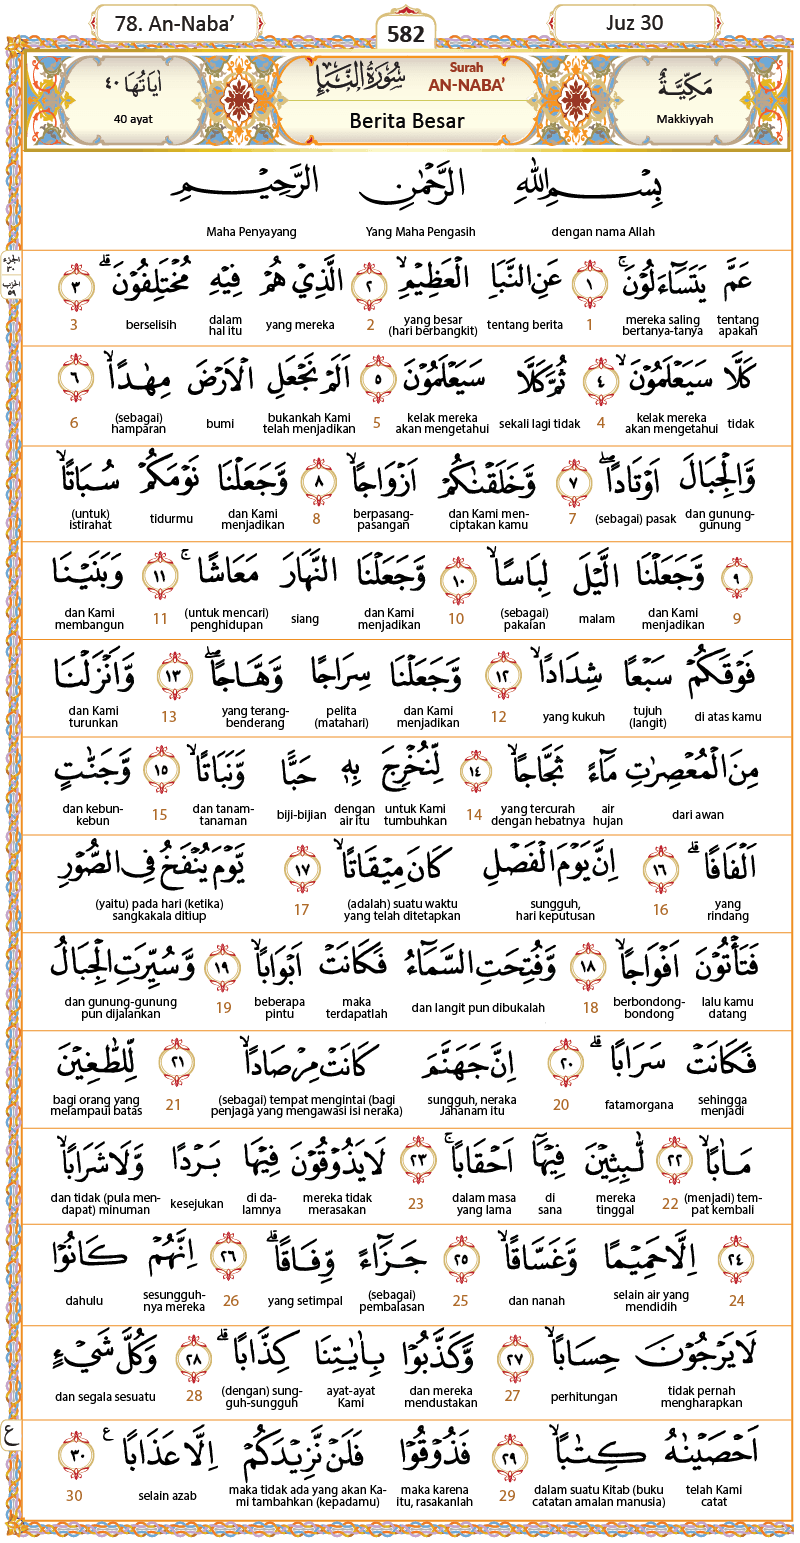 78. An-Naba’
582
Juz 30
اٰيَاتُهَا ٤٠
سُوْرَةُ النَّبَإِ
Surah
AN-NABA’
مَكِّيَّةٌ
40 ayat
Berita Besar
Makkiyyah
بِسْمِ اللّٰهِ الرَّحْمٰنِ الرَّحِيْمِ
dengan nama Allah
Yang Maha Pengasih
Maha Penyayang
الجزء ٣٠
الحزب ٥٩
عَمَّ يَتَسَاۤءَلُوْنَۚ ١ عَنِ النَّبَاِ الْعَظِيْمِۙ ٢ الَّذِيْ هُمْ فِيْهِ مُخْتَلِفُوْنَۗ ٣
tentang apakah
mereka saling bertanya-tanya
1
tentang berita
yang besar (hari berbangkit)
2
yang mereka
dalam hal itu
berselisih
3
كَلَّا سَيَعْلَمُوْنَۙ ٤ ثُمَّ كَلَّا سَيَعْلَمُوْنَ ٥ اَلَمْ نَجْعَلِ الْاَرْضَ مِهٰدًاۙ ٦
tidak
kelak mereka akan mengetahui
4
sekali lagi tidak
kelak mereka akan mengetahui
5
bukankah Kami telah menjadikan
bumi
(sebagai) hamparan
6
وَّالْجِبَالَ اَوْتَادًاۖ ٧ وَّخَلَقْنٰكُمْ اَزْوَاجًاۙ ٨ وَّجَعَلْنَا نَوْمَكُمْ سُبَاتًاۙ
dan gunung-gunung
(sebagai) pasak
7
dan Kami men-ciptakan kamu
berpasang-pasangan
8
dan Kami menjadikan
tidurmu
(untuk) istirahat
٩ وَّجَعَلْنَا الَّيْلَ لِبَاسًاۙ ١٠ وَّجَعَلْنَا النَّهَارَ مَعَاشًاۚ ١١ وَبَنَيْنَا
9
dan Kami menjadikan
malam
(sebagai) pakaian
10
dan Kami menjadikan
siang
(untuk mencari) penghidupan
11
dan Kami membangun
فَوْقَكُمْ سَبْعًا شِدَادًاۙ ١٢ وَّجَعَلْنَا سِرَاجًا وَّهَّاجًاۖ ١٣ وَّاَنْزَلْنَا
di atas kamu
tujuh (langit)
yang kukuh
12
dan Kami menjadikan
pelita (matahari)
yang terang-benderang
13
dan Kami turunkan
مِنَ الْمُعْصِرٰتِ مَاۤءً ثَجَّاجًاۙ ١٤ لِّنُخْرِجَ بِهٖ حَبًّا وَّنَبَاتًاۙ ١٥ وَّجَنّٰتٍ
dari awan
air hujan
yang tercurah dengan hebatnya
14
untuk Kami tumbuhkan
dengan air itu
biji-bijian
dan tanam-tanaman
15
dan kebun-kebun
اَلْفَافًاۗ ١٦ اِنَّ يَوْمَ الْفَصْلِ كَانَ مِيْقَاتًاۙ ١٧ يَّوْمَ يُنْفَخُ فِى الصُّوْرِ
yang rindang
16
sungguh, hari keputusan
(adalah) suatu waktu yang telah ditetapkan
17
(yaitu) pada hari (ketika) sangkakala ditiup
فَتَأْتُوْنَ اَفْوَاجًاۙ ١٨ وَّفُتِحَتِ السَّمَاۤءُ فَكَانَتْ اَبْوَابًاۙ ١٩ وَّسُيِّرَتِ الْجِبَالُ
lalu kamu datang
berbondong-bondong
18
dan langit pun dibukalah
maka terdapatlah
beberapa pintu
19
dan gunung-gunung pun dijalankan
فَكَانَتْ سَرَابًاۗ ٢٠ اِنَّ جَهَنَّمَ كَانَتْ مِرْصَادًاۙ ٢١ لِّلطّٰغِيْنَ
sehingga menjadi
fatamorgana
20
sungguh, neraka Jahanam itu
(sebagai) tempat mengintai (bagi penjaga yang mengawasi isi neraka)
21
bagi orang yang melampaui batas
مَاٰبًاۙ ٢٢ لّٰبِثِيْنَ فِيْهَآ اَحْقَابًاۚ ٢٣ لَا يَذُوْقُوْنَ فِيْهَا بَرْدًا وَّلَا شَرَابًاۙ
(menjadi) tem-pat kembali
22
mereka tinggal
di sana
dalam masa yang lama
23
mereka tidak merasakan
di da-lamnya
kesejukan
dan tidak (pula men-dapat) minuman
٢٤ اِلَّا حَمِيْمًا وَّغَسَّاقًاۙ ٢٥ جَزَاۤءً وِّفَاقًاۗ ٢٦ اِنَّهُمْ كَانُوْا
24
selain air yang mendidih
dan nanah
25
(sebagai) pembalasan
yang setimpal
26
sesungguh-nya mereka
dahulu
لَا يَرْجُوْنَ حِسَابًاۙ ٢٧ وَّكَذَّبُوْا بِاٰيٰتِنَا كِذَّابًاۗ ٢٨ وَكُلَّ شَيْءٍ
tidak pernah mengharapkan
perhitungan
27
dan mereka mendustakan
ayat-ayat Kami
(dengan) sung-guh-sungguh
28
dan segala sesuatu
اَحْصَيْنٰهُ كِتٰبًاۙ ٢٩ فَذُوْقُوْا فَلَنْ نَّزِيْدَكُمْ اِلَّا عَذَابًا ࣖ ٣٠
ع
telah Kami catat
dalam suatu Kitab (buku catatan amalan manusia)
29
maka karena itu, rasakanlah
maka tidak ada yang akan Ka-mi tambahkan (kepadamu)
selain azab
30